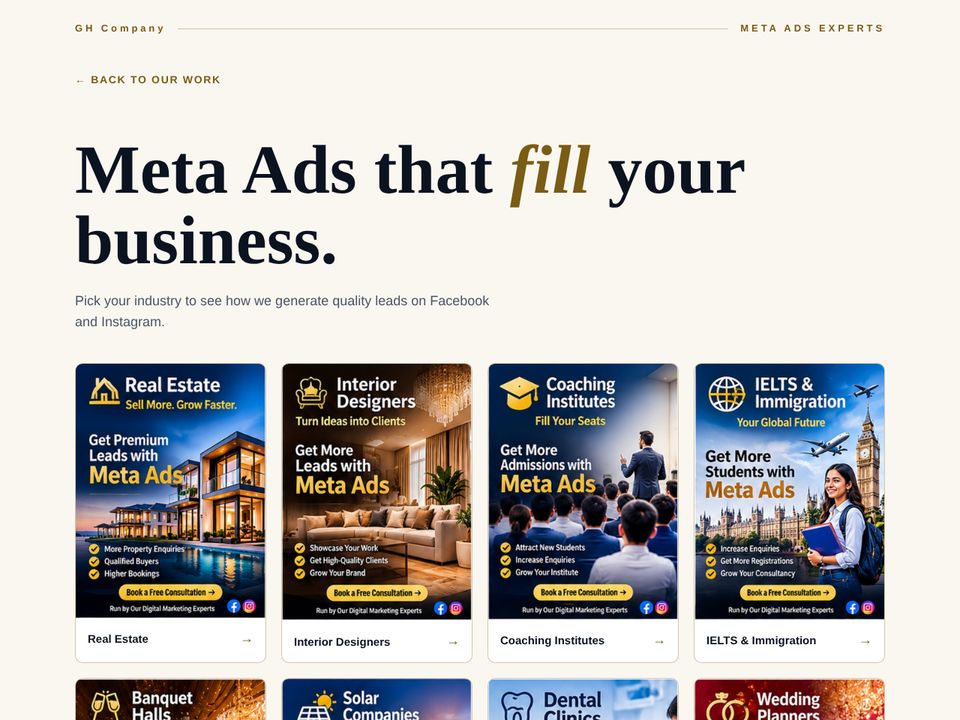 GH Company
META ADS EXPERTS
← BACK TO OUR WORK
Meta Ads that fill your
business.
Pick your industry to see how we generate quality leads on Facebook
and Instagram.
Real Estate
Sell More. Grow Faster.
Get Premium
Leads with
Meta Ads
More Property Enquiries
Qualified Buyers
Higher Bookings
Book a Free Consultation →
Run by Our Digital Marketing Experts
Real Estate →
Interior
Designers
Turn Ideas into Clients
Get More
Leads with
Meta Ads
Showcase Your Work
Get High-Quality Clients
Grow Your Brand
Book a Free Consultation →
Run by Our Digital Marketing Experts
Interior Designers →
Coaching
Institutes
Fill Your Seats
Get More
Admissions with
Meta Ads
Attract New Students
Increase Enquiries
Grow Your Institute
Book a Free Consultation →
Run by Our Digital Marketing Experts
Coaching Institutes →
IELTS &
Immigration
Your Global Future
Get More
Students with
Meta Ads
Increase Enquiries
Get More Registrations
Grow Your Consultancy
Book a Free Consultation →
Run by Our Digital Marketing Experts
IELTS & Immigration →
Banquet
Halls
Solar
Companies
Dental
Clinics
Wedding
Planners